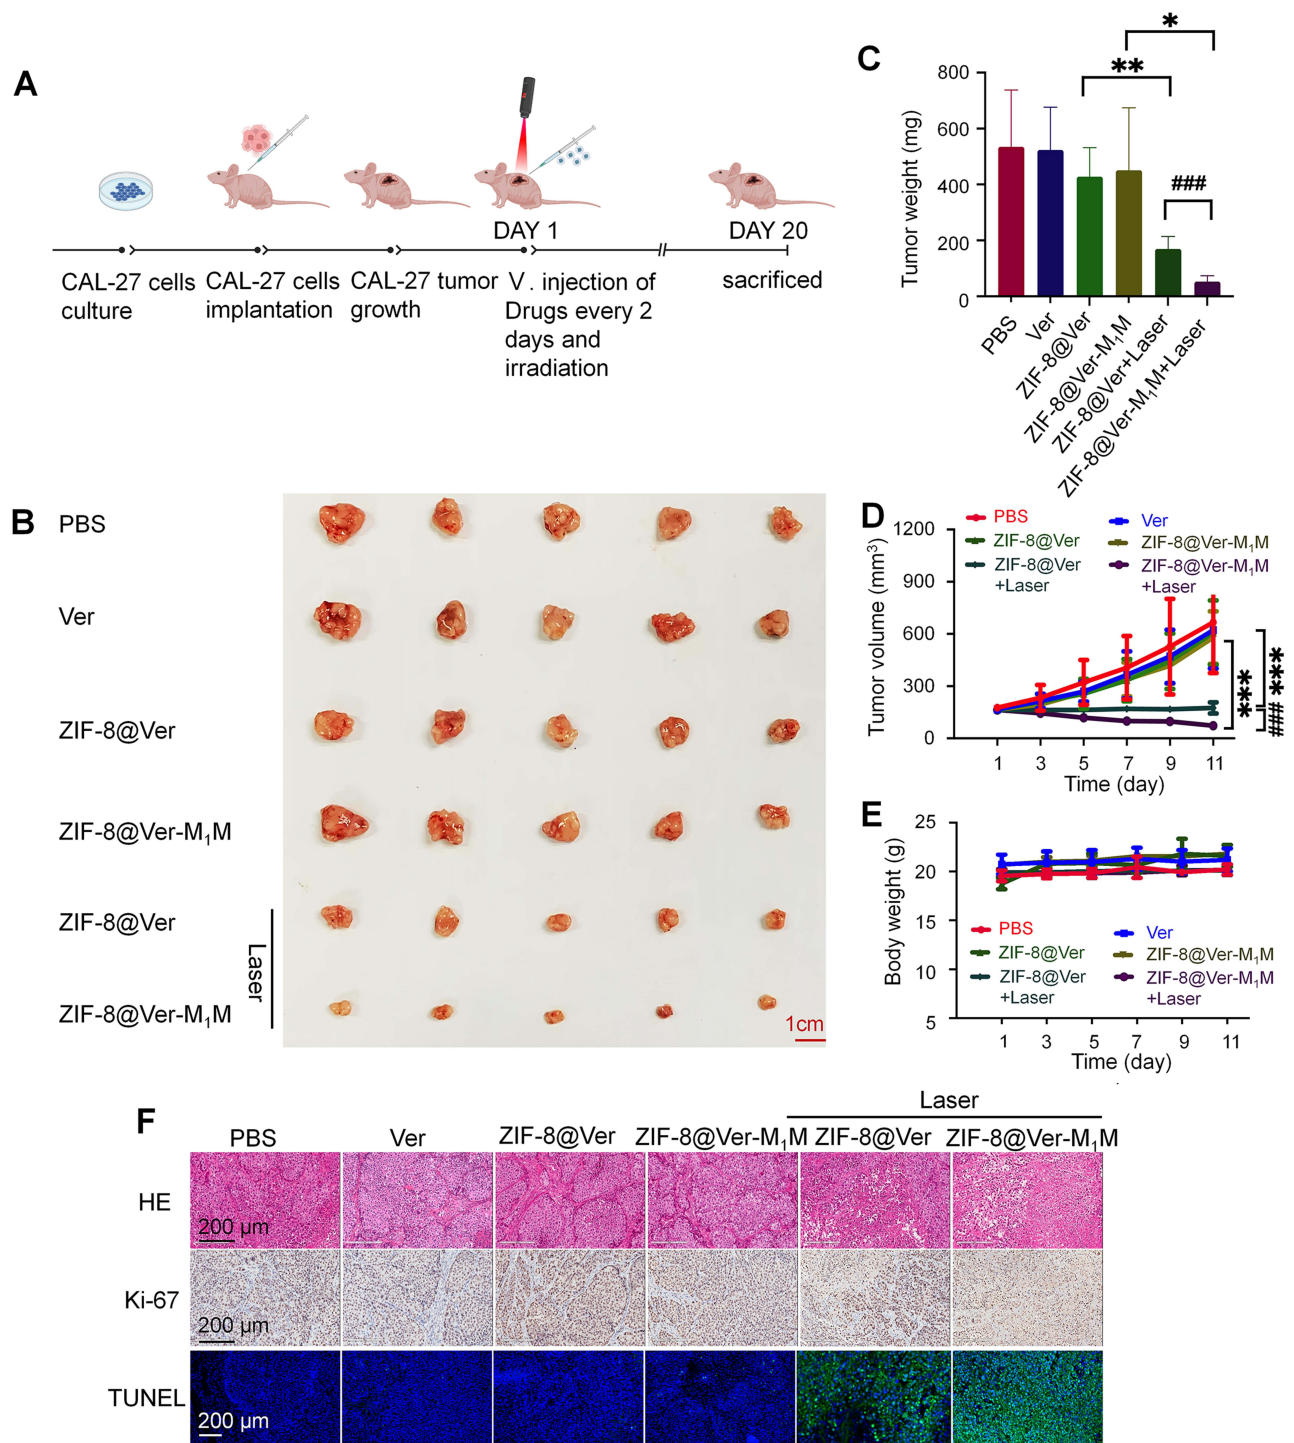 A
DAY 1
DAY 20
CAL-27 cells
culture
CAL-27 cells
implantation
CAL-27 tumor
growth
V. injection of
Drugs every 2
days and
irradiation
sacrificed
C
*
**
###
Tumor weight (mg)
800
600
400
200
0
PBS
Ver
ZIF-8@Ver
ZIF-8@Ver-M₁M
ZIF-8@Ver+Laser
ZIF-8@Ver-M₁M+Laser
B
PBS
Ver
ZIF-8@Ver
ZIF-8@Ver-M₁M
ZIF-8@Ver
ZIF-8@Ver-M₁M
Laser
1cm
D
Tumor volume (mm³)
1200
900
600
300
0
PBS
Ver
ZIF-8@Ver
ZIF-8@Ver-M₁M
ZIF-8@Ver
+Laser
ZIF-8@Ver-M₁M
+Laser
***
***
###
1 3 5 7 9 11
Time (day)
E
Body weight (g)
25
20
15
10
5
PBS
Ver
ZIF-8@Ver
ZIF-8@Ver-M₁M
ZIF-8@Ver
+Laser
ZIF-8@Ver-M₁M
+Laser
1 3 5 7 9 11
Time (day)
F
Laser
PBS
Ver
ZIF-8@Ver
ZIF-8@Ver-M₁M
ZIF-8@Ver
ZIF-8@Ver-M₁M
HE
200 μm
Ki-67
200 μm
TUNEL
200 μm